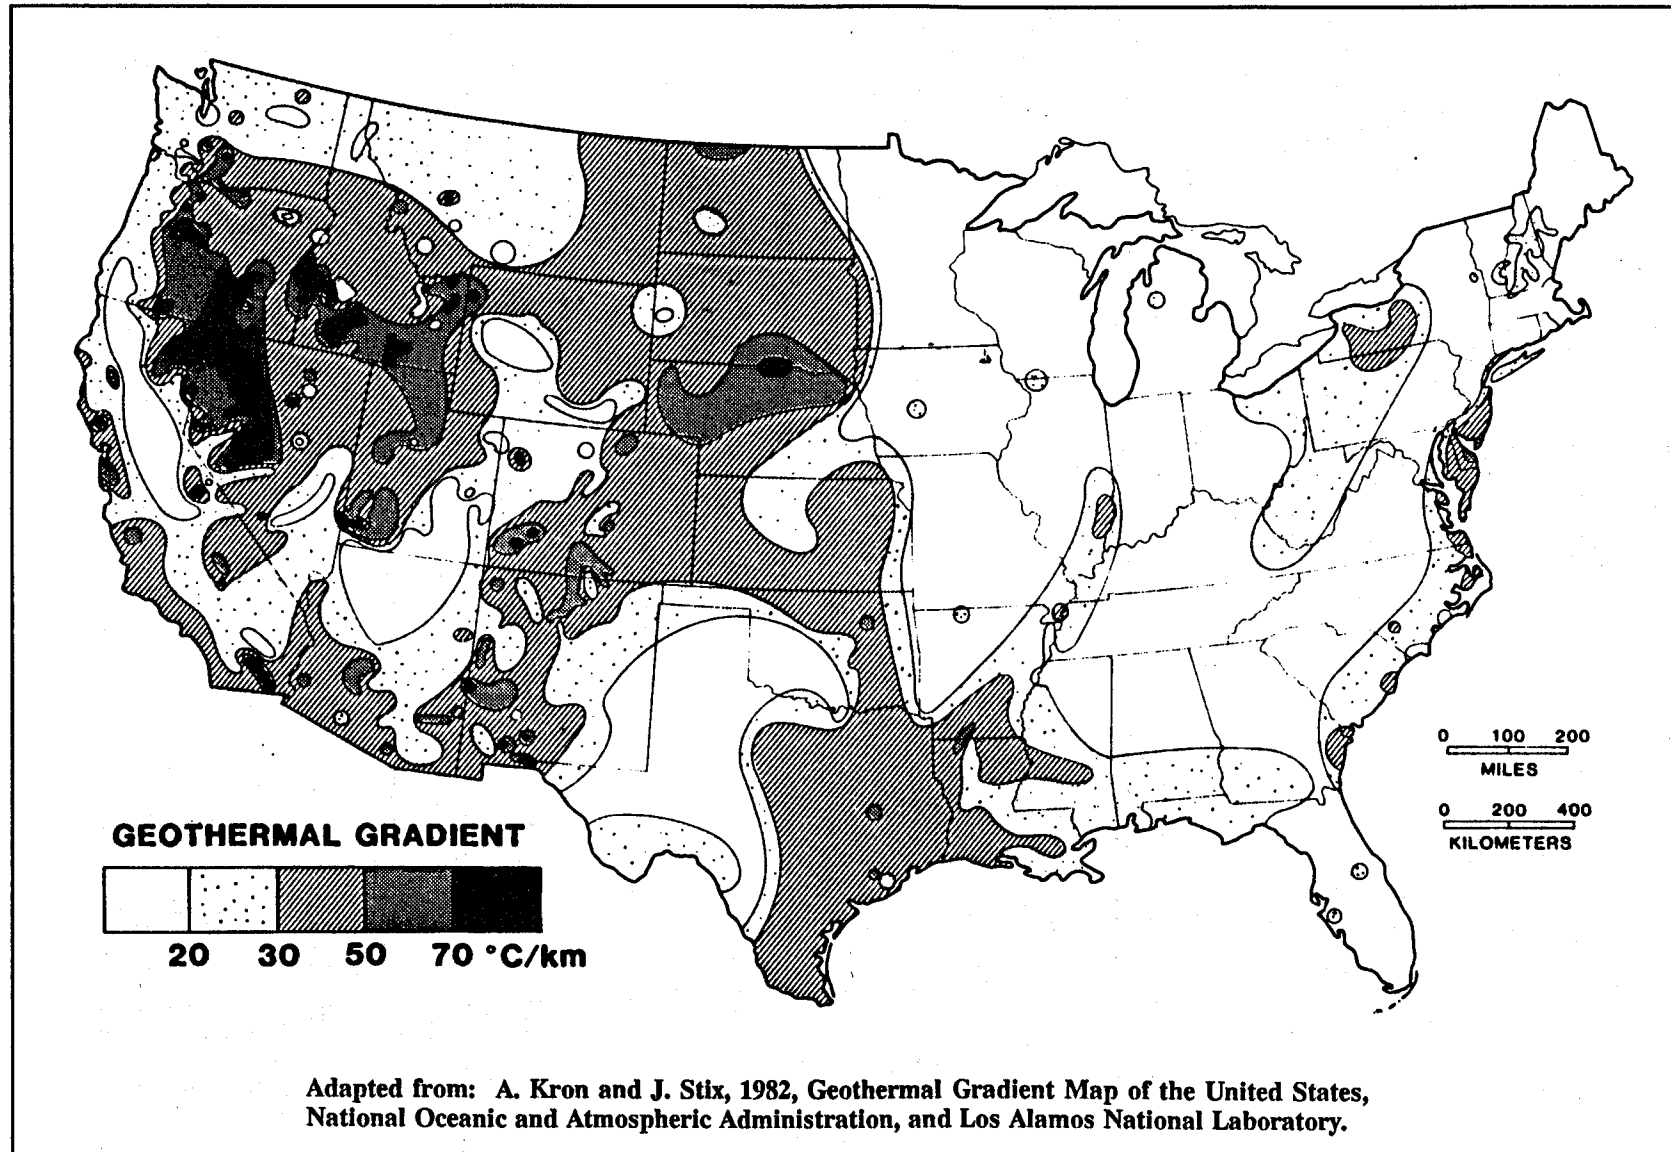 0 100 200
MILES
0 200 400
KILOMETERS
GEOTHERMAL GRADIENT
20 30 50 70 °C/km
Adapted from: A. Kron and J. Stix, 1982, Geothermal Gradient Map of the United States,
National Oceanic and Atmospheric Administration, and Los Alamos National Laboratory.